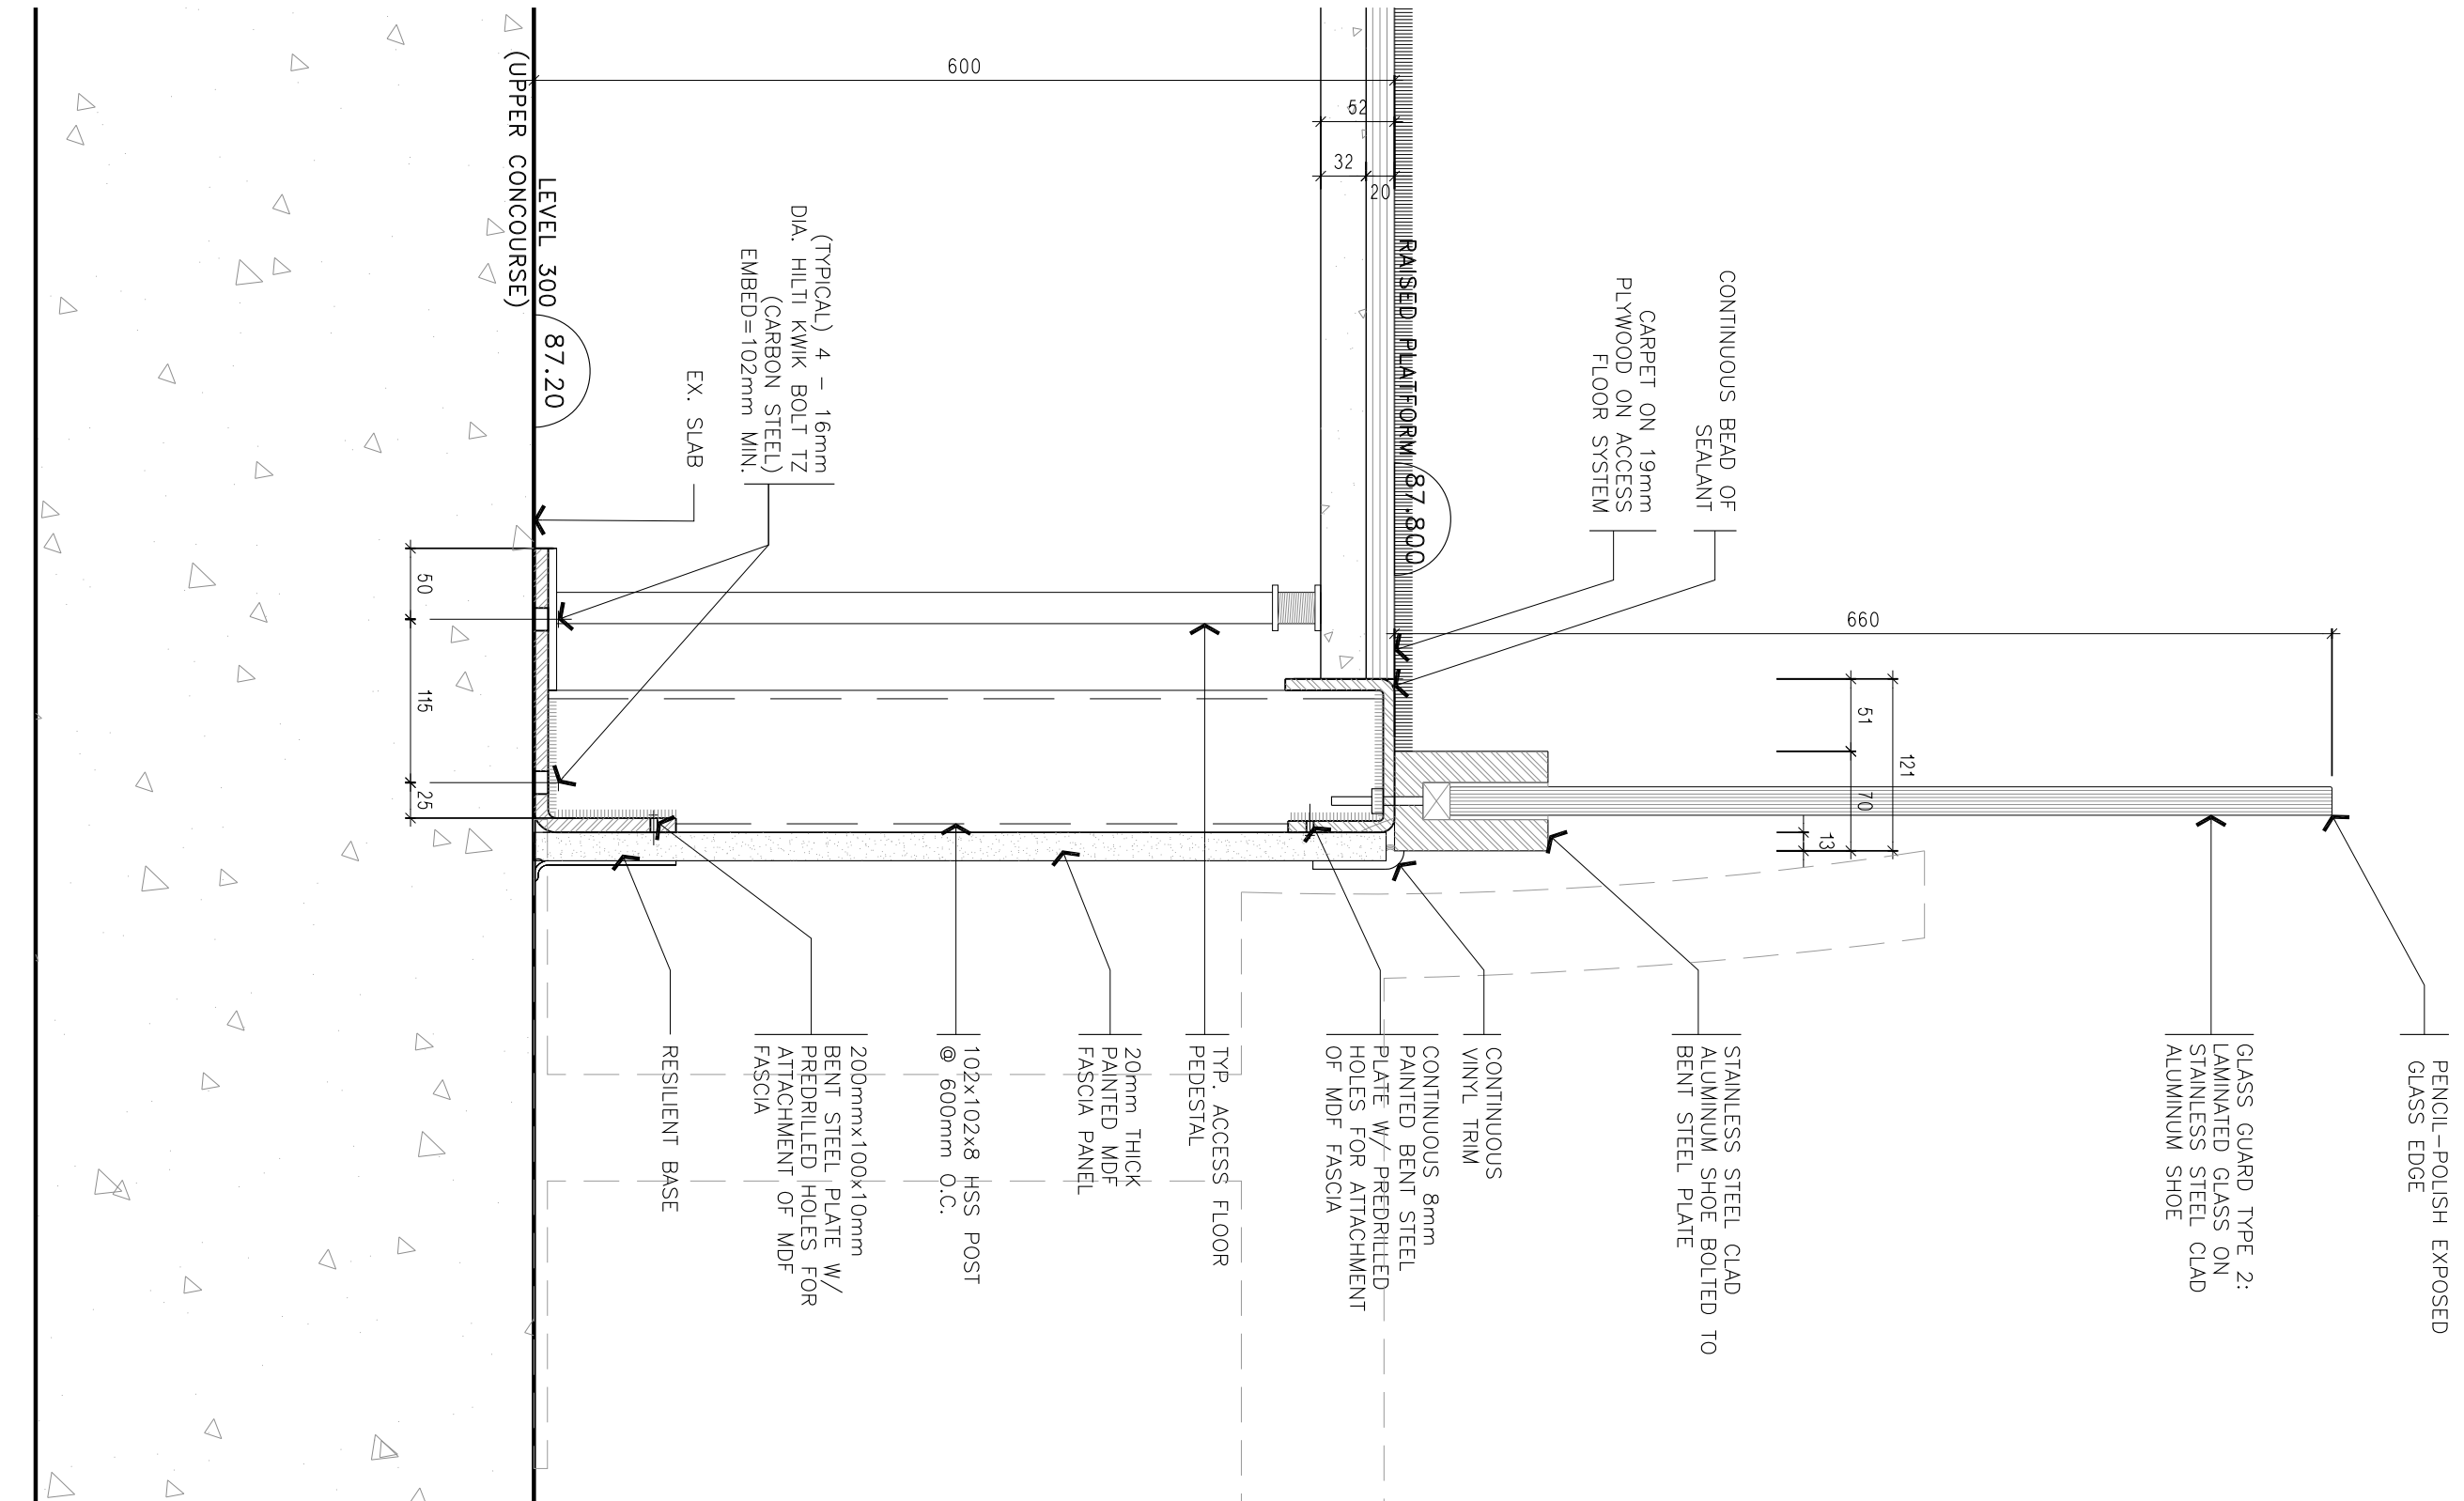 PENCIL-POLISH EXPOSED
GLASS EDGE
GLASS GUARD TYPE 2:
LAMINATED GLASS ON
STAINLESS STEEL CLAD
ALUMINUM SHOE
STAINLESS STEEL CLAD
ALUMINUM SHOE BOLTED TO
BENT STEEL PLATE
CONTINUOUS
VINYL TRIM
CONTINUOUS 8mm
PAINTED BENT STEEL
PLATE W/ PREDRILLED
HOLES FOR ATTACHMENT
OF MDF FASCIA
TYP. ACCESS FLOOR
PEDESTAL
20mm THICK
PAINTED MDF
FASCIA PANEL
102x102x8 HSS POST
@ 600mm O.C.
200mmx100x10mm
BENT STEEL PLATE W/
PREDRILLED HOLES FOR
ATTACHMENT OF MDF
FASCIA
RESILIENT BASE
CONTINUOUS BEAD OF
SEALANT
CARPET ON 19mm
PLYWOOD ON ACCESS
FLOOR SYSTEM
RAISED PLATFORM 87.800
(TYPICAL) 4 - 16mm
DIA. HILTI KWIK BOLT TZ
(CARBON STEEL)
EMBED=102mm MIN.
EX. SLAB
LEVEL 300 87.20
(UPPER CONCOURSE)
600
52
32
20
660
121
51
70
13
50
115
25